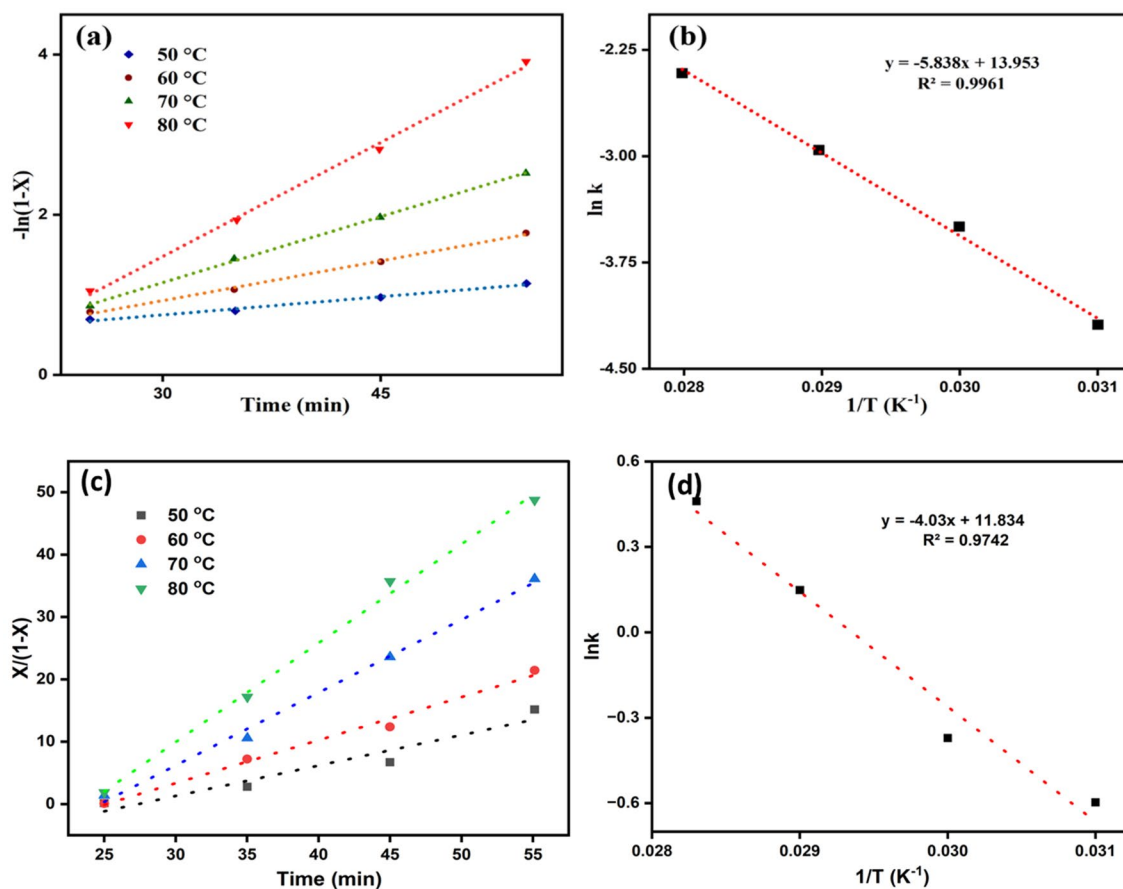 (a)
50 °C
60 °C
70 °C
80 °C
4
2
0
-ln(1-X)
30
45
Time (min)
(b)
y = -5.838x + 13.953
R² = 0.9961
-2.25
-3.00
-3.75
-4.50
ln k
0.028
0.029
0.030
0.031
1/T (K⁻¹)
(c)
50 °C
60 °C
70 °C
80 °C
50
40
30
20
10
0
X/(1-X)
25
30
35
40
45
50
55
Time (min)
(d)
y = -4.03x + 11.834
R² = 0.9742
0.6
0.3
0.0
−0.3
−0.6
lnk
0.028
0.029
0.030
0.031
1/T (K⁻¹)